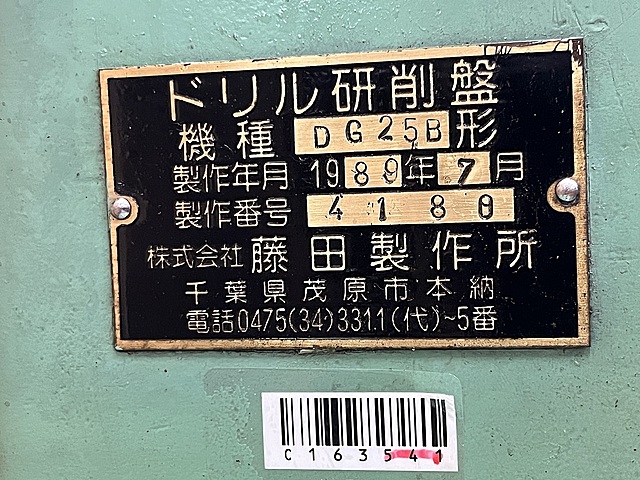 ドリル研削盤
機種 DG25B形
製作年月 1989年7月
製作番号 4180
株式会社 藤田製作所
千葉県茂原市本納
電話0475(34)3311(代)~5番
C163541